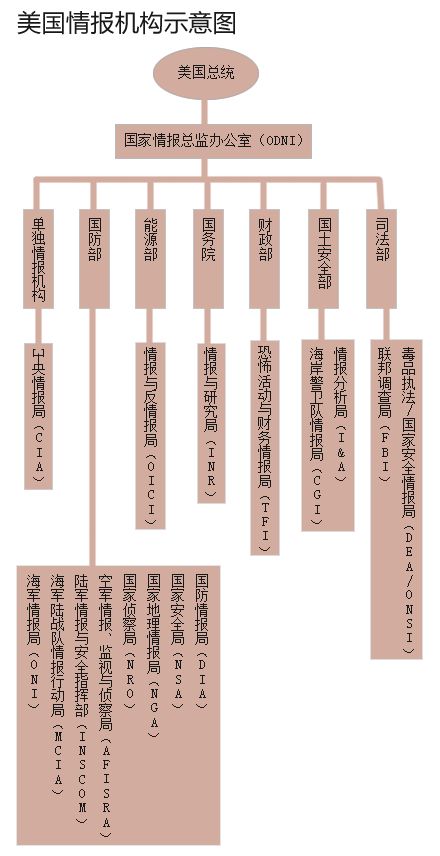 美国情报机构示意图
美国总统
国家情报总监办公室（ODNI）
单独情报机构
国防部
能源部
国务院
财政部
国土安全部
司法部
中央情报局（CIA）
情报与反情报局（OICI）
情报与研究局（INR）
恐怖活动与财务情报局（TFI）
情报分析局（I&A）
海岸警卫队情报局（CGI）
毒品执法/国家安全情报局（DEA/ONSI）
联邦调查局（FBI）
国防情报局（DIA）
国家安全局（NSA）
国家地理情报局（NGA）
国家侦察局（NRO）
空军情报、监视与侦察局（AFISRA）
陆军情报与安全指挥部（INSCOM）
海军陆战队情报行动局（MCIA）
海军情报局（ONI）